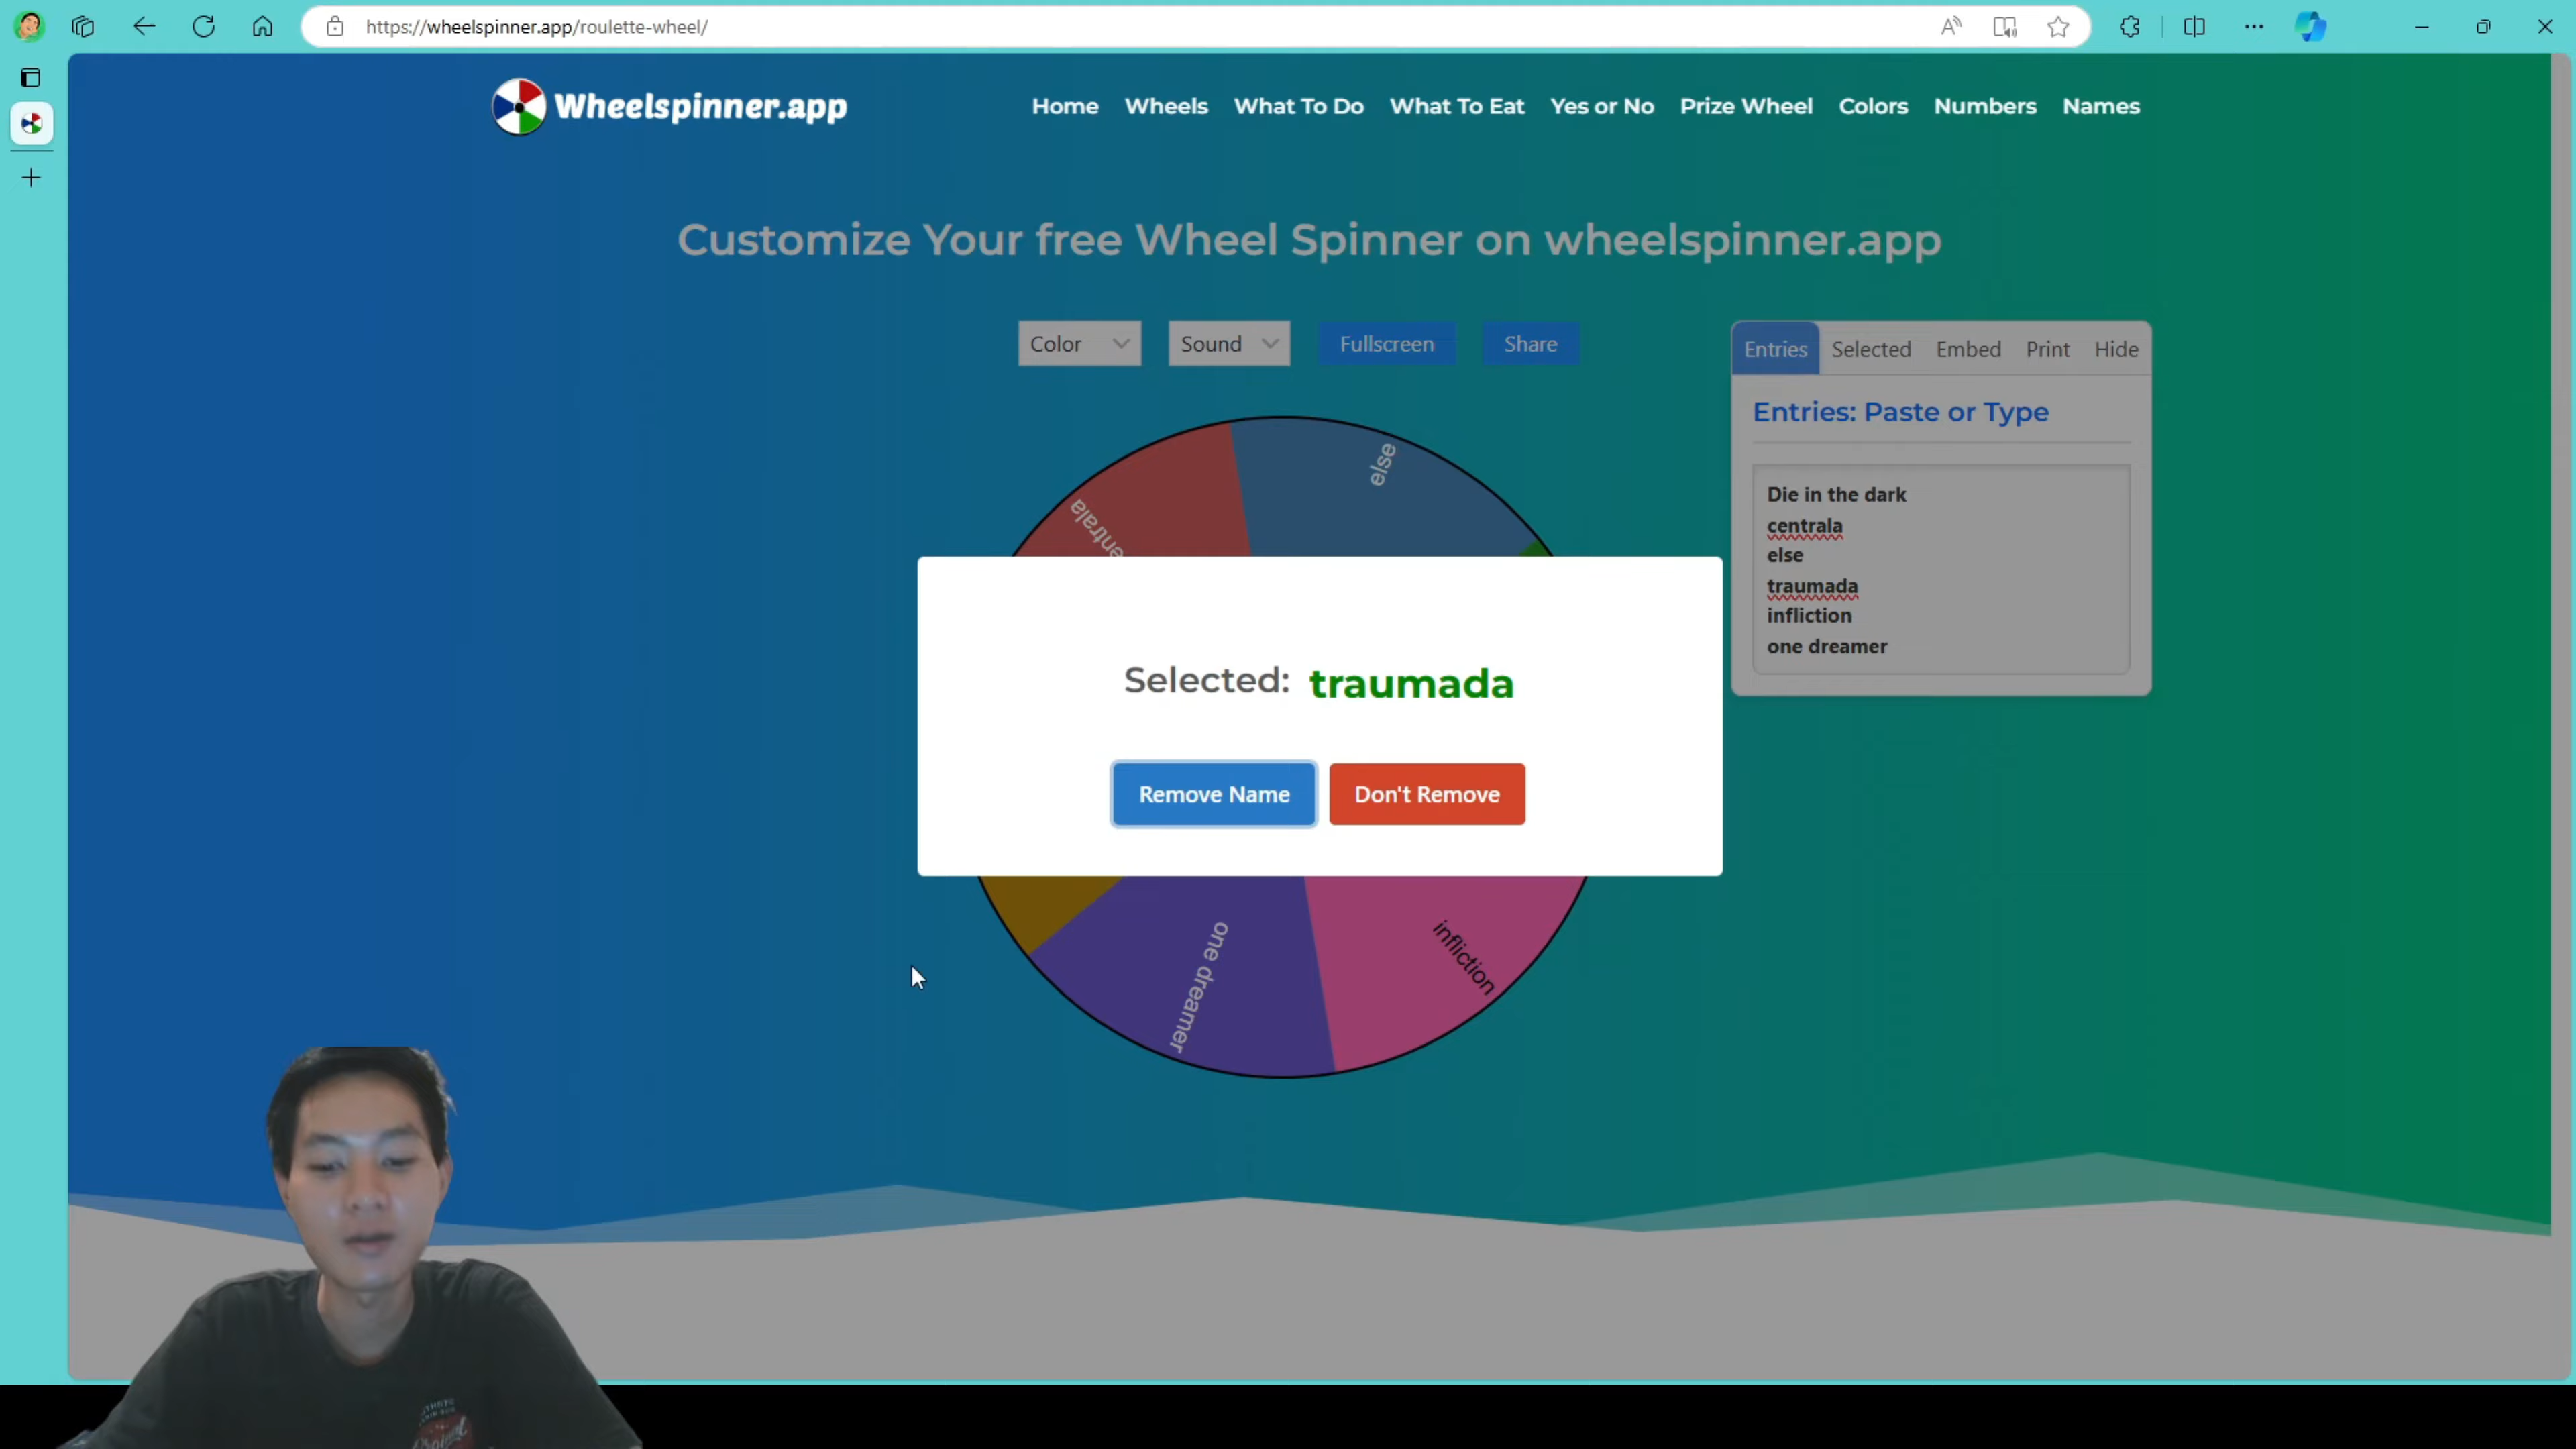 https://wheelspinner.app/roulette-wheel/
Wheelspinner.app
Home Wheels What To Do What To Eat Yes or No Prize Wheel Colors Numbers Names
Customize Your free Wheel Spinner on wheelspinner.app
Color Sound Fullscreen Share
Entries Selected Embed Print Hide
Entries: Paste or Type
Die in the dark
centrala
else
traumada
infliction
one dreamer
else
entrala
Selected: traumada
Remove Name Don't Remove
one dreamer
infliction